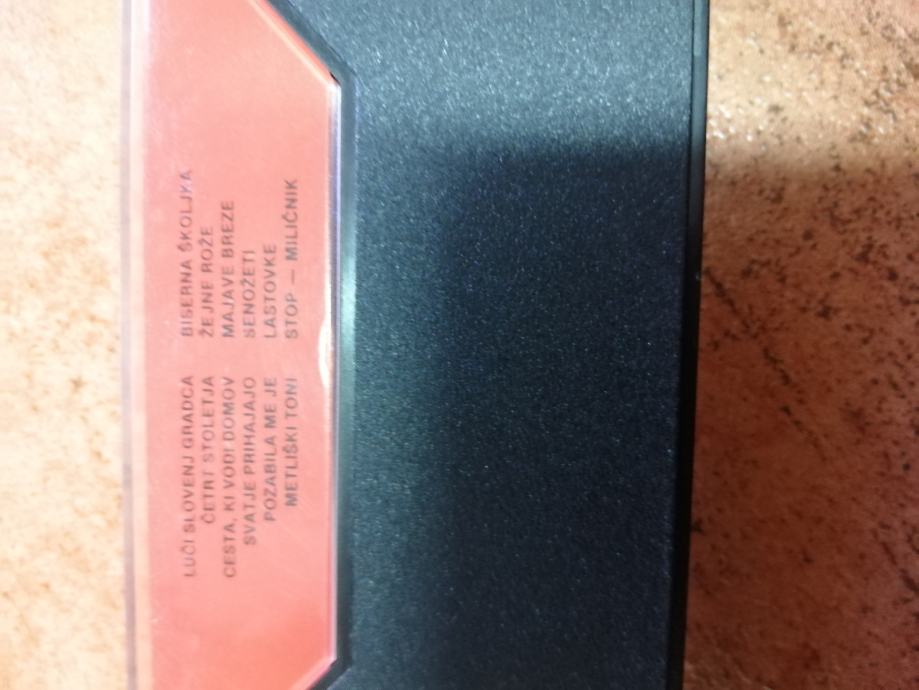 LUČI SLOVENJ GRADCA
ČETRT STOLETJA
CESTA, KI VODI DOMOV
SVATJE PRIHAJAJO
POZABILA ME JE
METLIŠKI TONI
BISERNA ŠKOLJKA
ŽEJNE ROŽE
MAJAVE BREZE
SENOŽETI
LASTOVKE
STOP – MILIČNIK